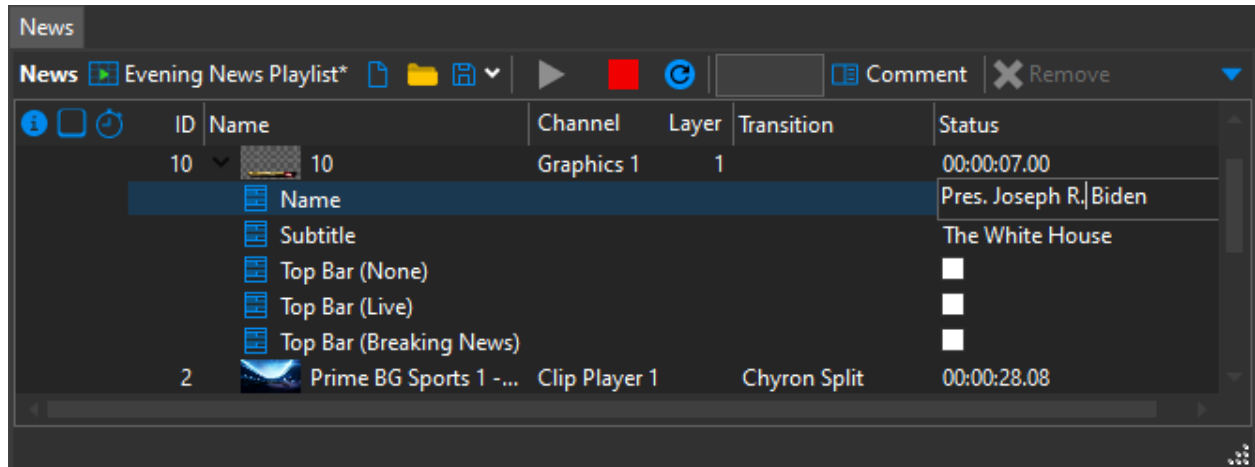 News
News Evening News Playlist* Comment Remove
ID Name Channel Layer Transition Status
10 10 Graphics 1 1 00:00:07.00
Name Pres. Joseph R. Biden
Subtitle The White House
Top Bar (None)
Top Bar (Live)
Top Bar (Breaking News)
2 Prime BG Sports 1 -... Clip Player 1 Chyron Split 00:00:28.08